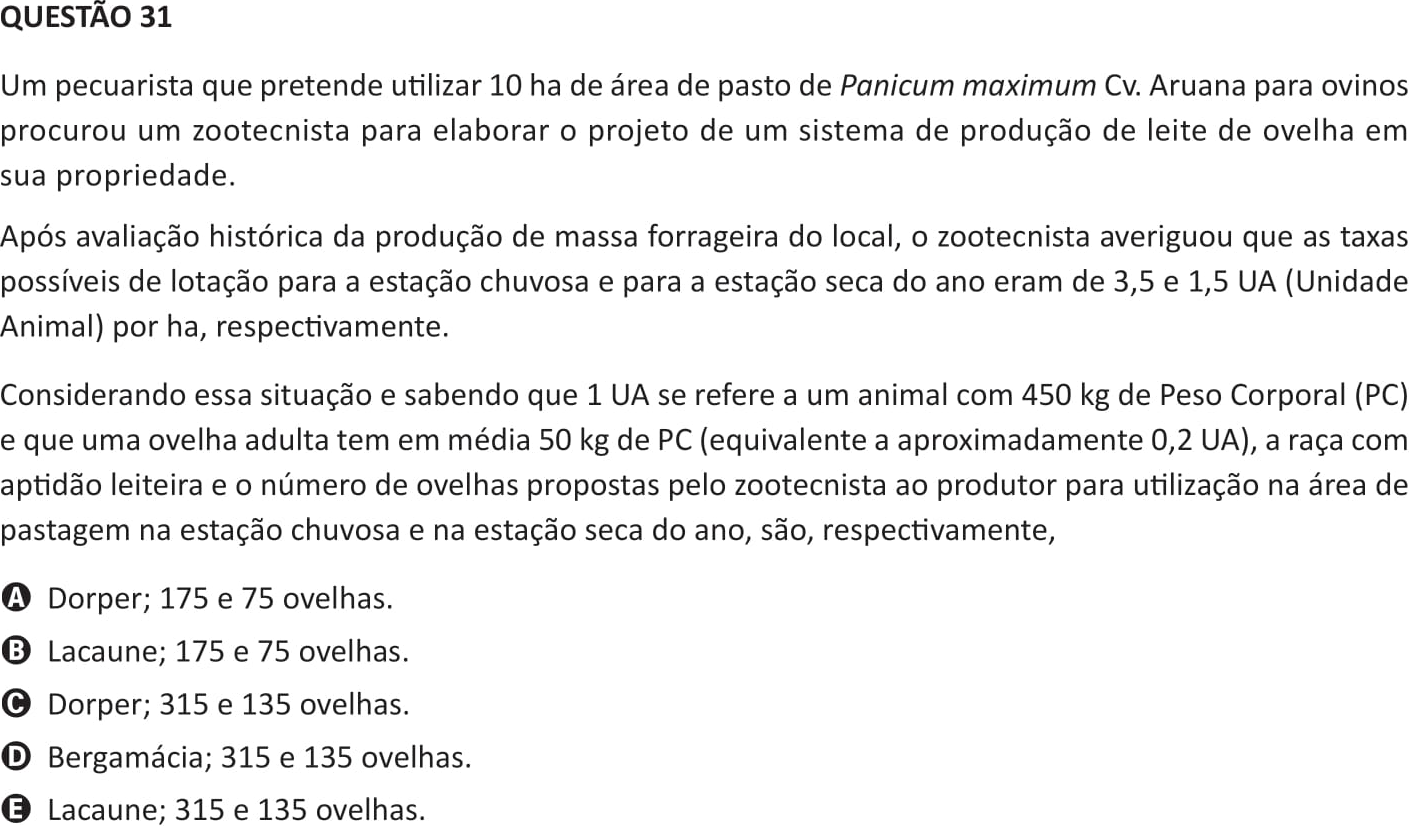 QUESTÃO 31
Um pecuarista que pretende utilizar 10 ha de área de pasto de Panicum maximum Cv. Aruana para ovinos
procurou um zootecnista para elaborar o projeto de um sistema de produção de leite de ovelha em
sua propriedade.
Após avaliação histórica da produção de massa forrageira do local, o zootecnista averiguou que as taxas
possíveis de lotação para a estação chuvosa e para a estação seca do ano eram de 3,5 e 1,5 UA (Unidade
Animal) por ha, respectivamente.
Considerando essa situação e sabendo que 1 UA se refere a um animal com 450 kg de Peso Corporal (PC)
e que uma ovelha adulta tem em média 50 kg de PC (equivalente a aproximadamente 0,2 UA), a raça com
aptidão leiteira e o número de ovelhas propostas pelo zootecnista ao produtor para utilização na área de
pastagem na estação chuvosa e na estação seca do ano, são, respectivamente,
A Dorper; 175 e 75 ovelhas.
B Lacaune; 175 e 75 ovelhas.
C Dorper; 315 e 135 ovelhas.
D Bergamácia; 315 e 135 ovelhas.
E Lacaune; 315 e 135 ovelhas.